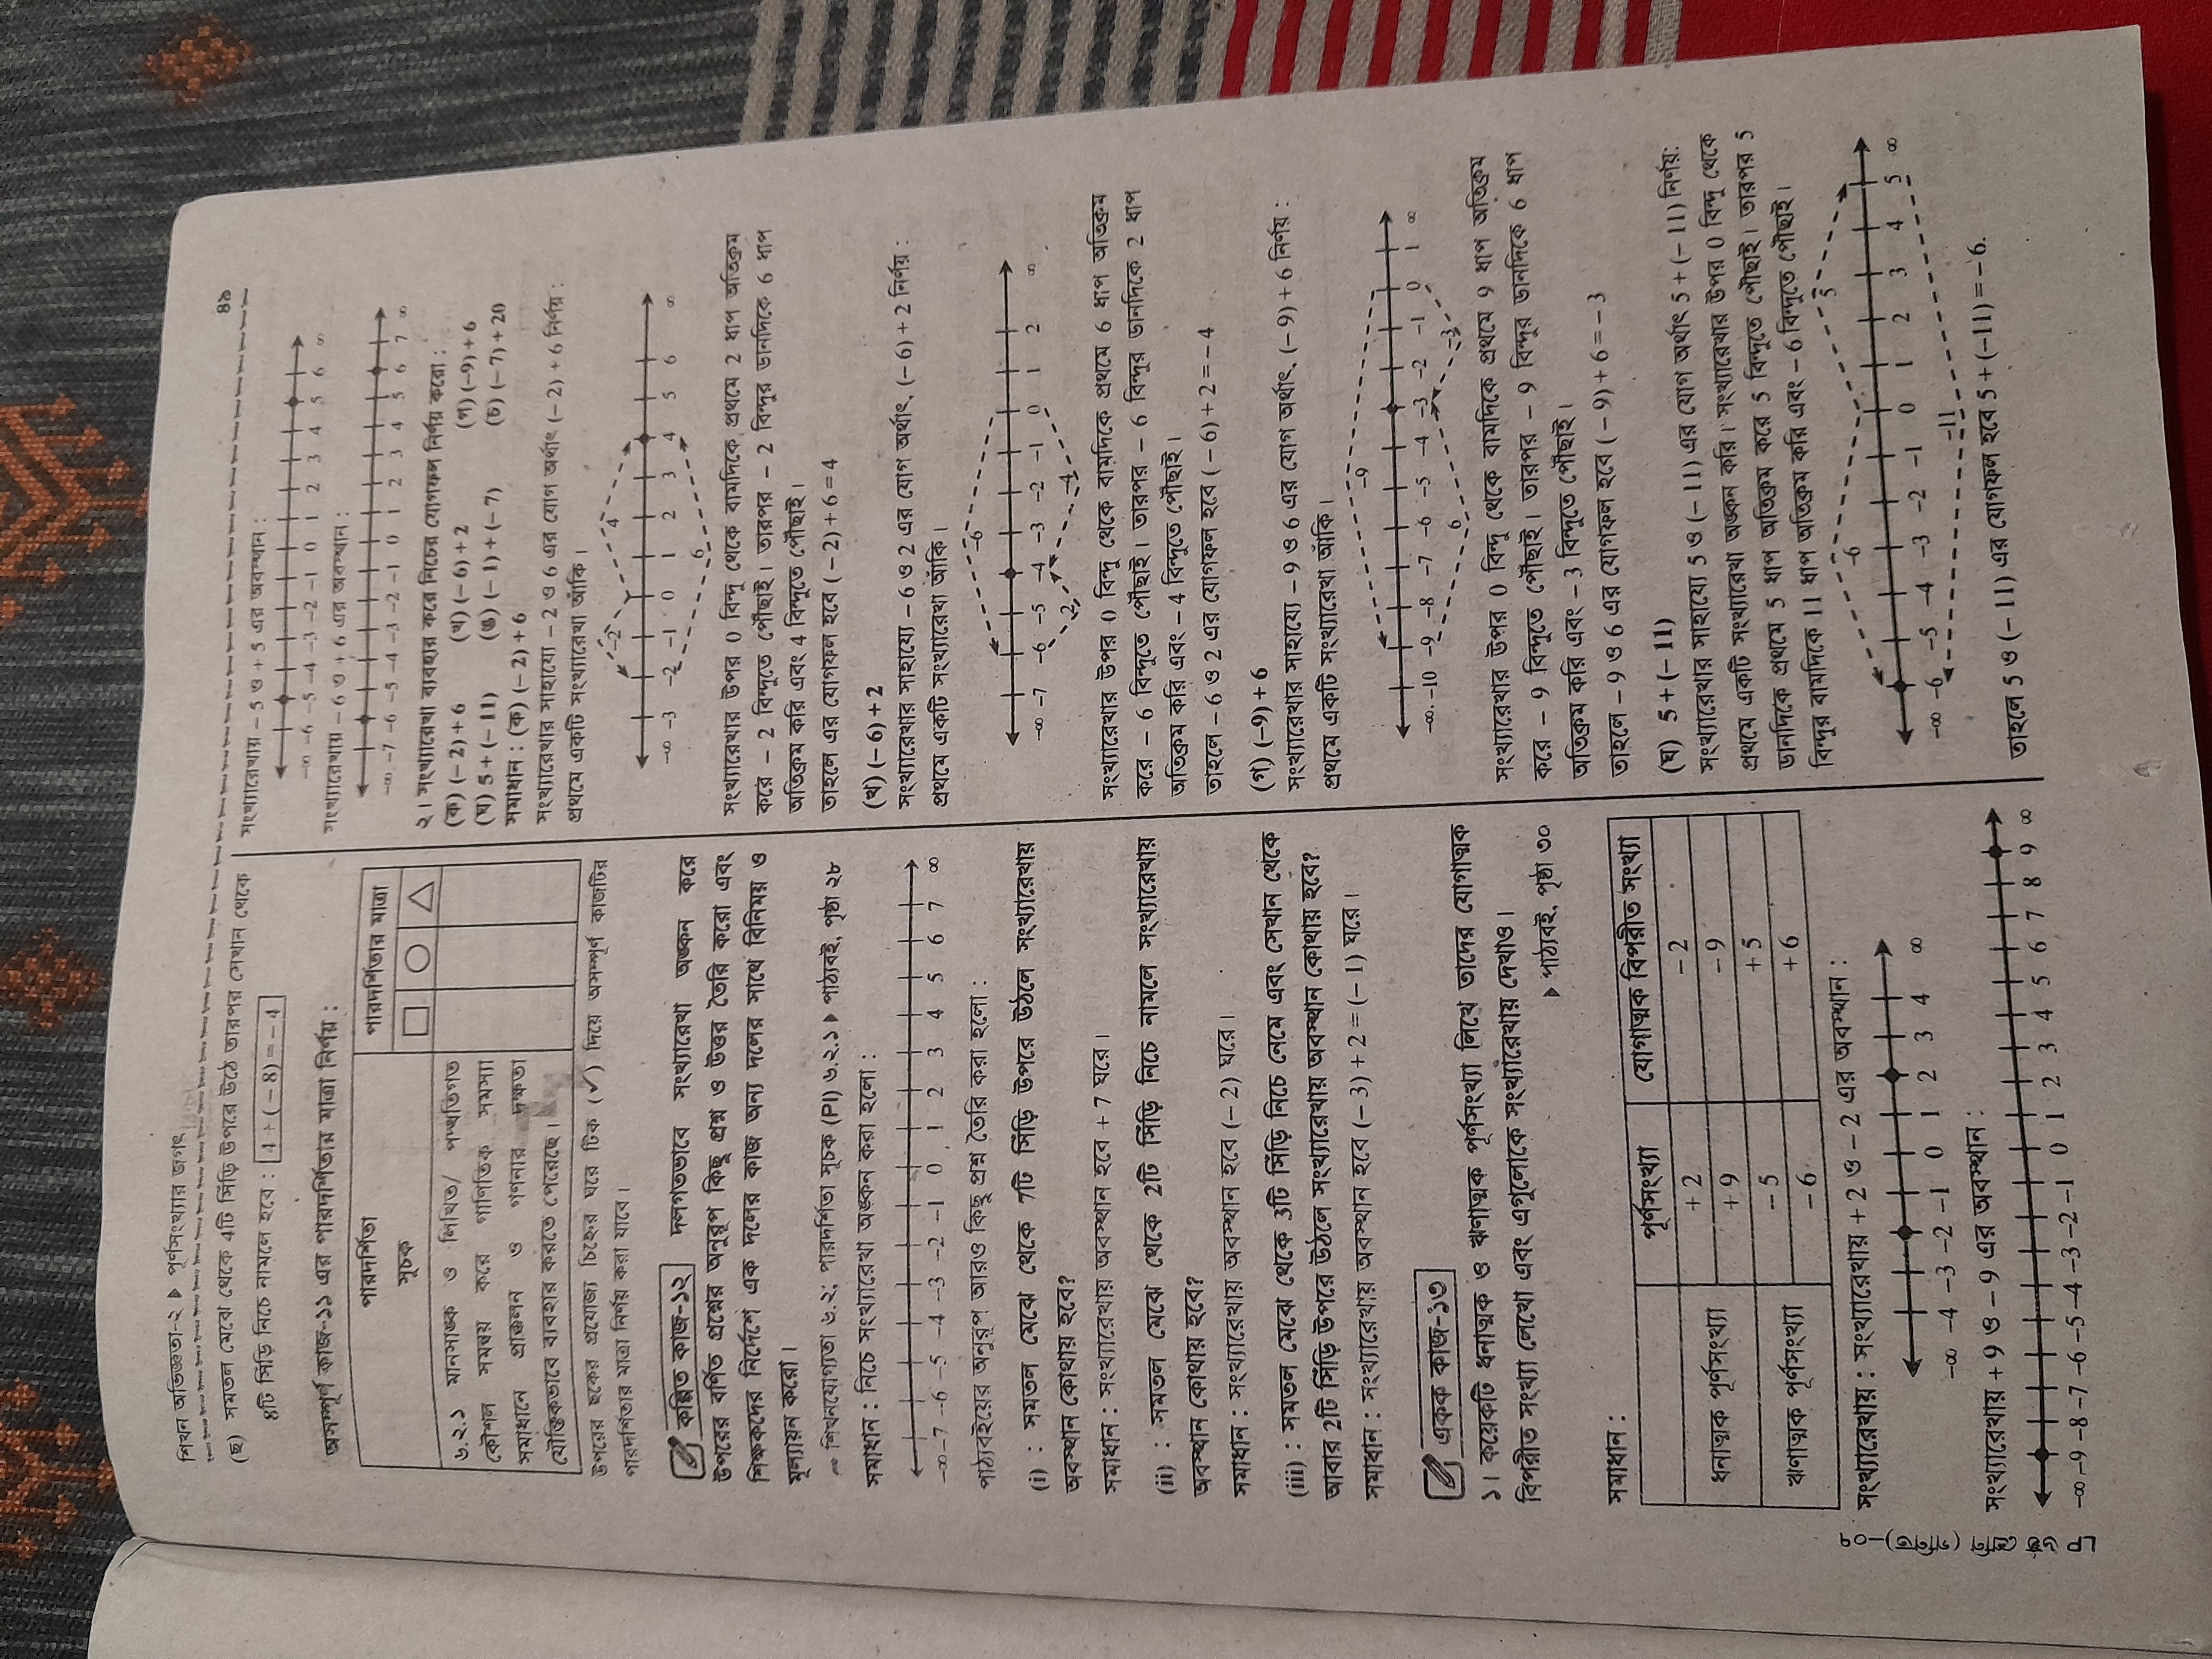 শিখন অভিজ্ঞতা-২ ▶ পূর্ণসংখ্যার জগৎ
৪৯
(ছ) সমতল মেঝে থেকে 4টি সিঁড়ি উপরে উঠে তারপর সেখান থেকে
8টি সিঁড়ি নিচে নামলে হবে : 4 + (– 8) = – 4
অসম্পূর্ণ কাজ-১১ এর পারদর্শিতার মাত্রা নির্ণয় :
পারদর্শিতা
সূচক
পারদর্শিতার মাত্রা
□ ○ △
৬.২.১ মানসাঙ্ক ও লিখিত/ পদ্ধতিগত
কৌশল সমন্বয় করে গাণিতিক সমস্যা
সমাধানে প্রাক্কলন ও গণনার দক্ষতা
যৌক্তিকভাবে ব্যবহার করতে পেরেছে।
উপরের ছকের প্রযোজ্য চিহ্নের ঘরে টিক (✓) দিয়ে অসম্পূর্ণ কাজটির
পারদর্শিতার মাত্রা নির্ণয় করা যাবে।
কল্পিত কাজ-১২ দলগতভাবে সংখ্যারেখা অঙ্কন করে
উপরের বর্ণিত প্রশ্নের অনুরূপ কিছু প্রশ্ন ও উত্তর তৈরি করো এবং
শিক্ষকদের নির্দেশে এক দলের কাজ অন্য দলের সাথে বিনিময় ও
মূল্যায়ন করো।
শিখনযোগ্যতা ৬.২; পারদর্শিতা সূচক (PI) ৬.২.১ ▶ পাঠ্যবই, পৃষ্ঠা ২৮
সমাধান : নিচে সংখ্যারেখা অঙ্কন করা হলো :
–∞ –7 –6 –5 –4 –3 –2 –1 0 1 2 3 4 5 6 7 ∞
পাঠ্যবইয়ের অনুরূপ আরও কিছু প্রশ্ন তৈরি করা হলো :
(i) : সমতল মেঝে থেকে 7টি সিঁড়ি উপরে উঠলে সংখ্যারেখায়
অবস্থান কোথায় হবে?
সমাধান : সংখ্যারেখায় অবস্থান হবে + 7 ঘরে।
(ii) : সমতল মেঝে থেকে 2টি সিঁড়ি নিচে নামলে সংখ্যারেখায়
অবস্থান কোথায় হবে?
সমাধান : সংখ্যারেখায় অবস্থান হবে (– 2) ঘরে।
(iii) : সমতল মেঝে থেকে 3টি সিঁড়ি নিচে নেমে এবং সেখান থেকে
আবার 2টি সিঁড়ি উপরে উঠলে সংখ্যারেখায় অবস্থান কোথায় হবে?
সমাধান : সংখ্যারেখায় অবস্থান হবে (– 3) + 2 = (– 1) ঘরে।
একক কাজ-১৩
১। কয়েকটি ধনাত্মক ও ঋণাত্মক পূর্ণসংখ্যা লিখে তাদের যোগাত্মক
বিপরীত সংখ্যা লেখো এবং এগুলোকে সংখ্যারেখায় দেখাও।
▶ পাঠ্যবই, পৃষ্ঠা ৩০
সমাধান :
পূর্ণসংখ্যা যোগাত্মক বিপরীত সংখ্যা
ধনাত্মক পূর্ণসংখ্যা
+ 2 – 2
+ 9 – 9
ঋণাত্মক পূর্ণসংখ্যা
– 5 + 5
– 6 + 6
সংখ্যারেখায় : সংখ্যারেখায় + 2 ও – 2 এর অবস্থান :
–∞ –4 –3 –2 –1 0 1 2 3 4 ∞
সংখ্যারেখায় + 9 ও – 9 এর অবস্থান :
–∞ –9 –8 –7 –6 –5 –4 –3 –2 –1 0 1 2 3 4 5 6 7 8 9 ∞
LP ৬ষ্ঠ শ্রেণি (গণিত)–০৭
সংখ্যারেখায় – 5 ও + 5 এর অবস্থান :
–∞ –6 –5 –4 –3 –2 –1 0 1 2 3 4 5 6 ∞
সংখ্যারেখায় – 6 ও + 6 এর অবস্থান :
–∞ –7 –6 –5 –4 –3 –2 –1 0 1 2 3 4 5 6 7 ∞
২। সংখ্যারেখা ব্যবহার করে নিচের যোগফল নির্ণয় করো :
(ক) (– 2) + 6 (খ) (– 6) + 2 (গ) (–9) + 6
(ঘ) 5 + (– 11) (ঙ) (– 1) + (– 7) (চ) (– 7) + 20
সমাধান : (ক) (– 2) + 6
সংখ্যারেখার সাহায্যে – 2 ও 6 এর যোগ অর্থাৎ (– 2) + 6 নির্ণয় :
প্রথমে একটি সংখ্যারেখা আঁকি।
–2 4
–∞ –3 –2 –1 0 1 2 3 4 5 6 ∞
6
সংখ্যারেখার উপর 0 বিন্দু থেকে বামদিকে প্রথমে 2 ধাপ অতিক্রম
করে – 2 বিন্দুতে পৌঁছাই। তারপর – 2 বিন্দুর ডানদিকে 6 ধাপ
অতিক্রম করি এবং 4 বিন্দুতে পৌঁছাই।
তাহলে এর যোগফল হবে (– 2) + 6 = 4
(খ) (– 6) + 2
সংখ্যারেখার সাহায্যে – 6 ও 2 এর যোগ অর্থাৎ, (– 6) + 2 নির্ণয় :
প্রথমে একটি সংখ্যারেখা আঁকি।
–6
–∞ –7 –6 –5 –4 –3 –2 –1 0 1 2 ∞
2 –4
সংখ্যারেখার উপর 0 বিন্দু থেকে বামদিকে প্রথমে 6 ধাপ অতিক্রম
করে – 6 বিন্দুতে পৌঁছাই। তারপর – 6 বিন্দুর ডানদিকে 2 ধাপ
অতিক্রম করি এবং – 4 বিন্দুতে পৌঁছাই।
তাহলে – 6 ও 2 এর যোগফল হবে (– 6) + 2 = – 4
(গ) (–9) + 6
সংখ্যারেখার সাহায্যে – 9 ও 6 এর যোগ অর্থাৎ, (– 9) + 6 নির্ণয় :
প্রথমে একটি সংখ্যারেখা আঁকি।
–9
–∞ –10 –9 –8 –7 –6 –5 –4 –3 –2 –1 0 1 ∞
6 –3
সংখ্যারেখার উপর 0 বিন্দু থেকে বামদিকে প্রথমে 9 ধাপ অতিক্রম
করে – 9 বিন্দুতে পৌঁছাই। তারপর – 9 বিন্দুর ডানদিকে 6 ধাপ
অতিক্রম করি এবং – 3 বিন্দুতে পৌঁছাই।
তাহলে – 9 ও 6 এর যোগফল হবে (– 9) + 6 = – 3
(ঘ) 5 + (– 11)
সংখ্যারেখার সাহায্যে 5 ও (– 11) এর যোগ অর্থাৎ 5 + (– 11) নির্ণয়:
প্রথমে একটি সংখ্যারেখা অঙ্কন করি। সংখ্যারেখার উপর 0 বিন্দু থেকে
ডানদিকে প্রথমে 5 ধাপ অতিক্রম করে 5 বিন্দুতে পৌছাই। তারপর 5
বিন্দুর বামদিকে 11 ধাপ অতিক্রম করি এবং – 6 বিন্দুতে পৌছাই।
–6 5
–∞ –6 –5 –4 –3 –2 –1 0 1 2 3 4 5 ∞
–11
তাহলে 5 ও (– 11) এর যোগফল হবে 5 + (–11) = – 6.